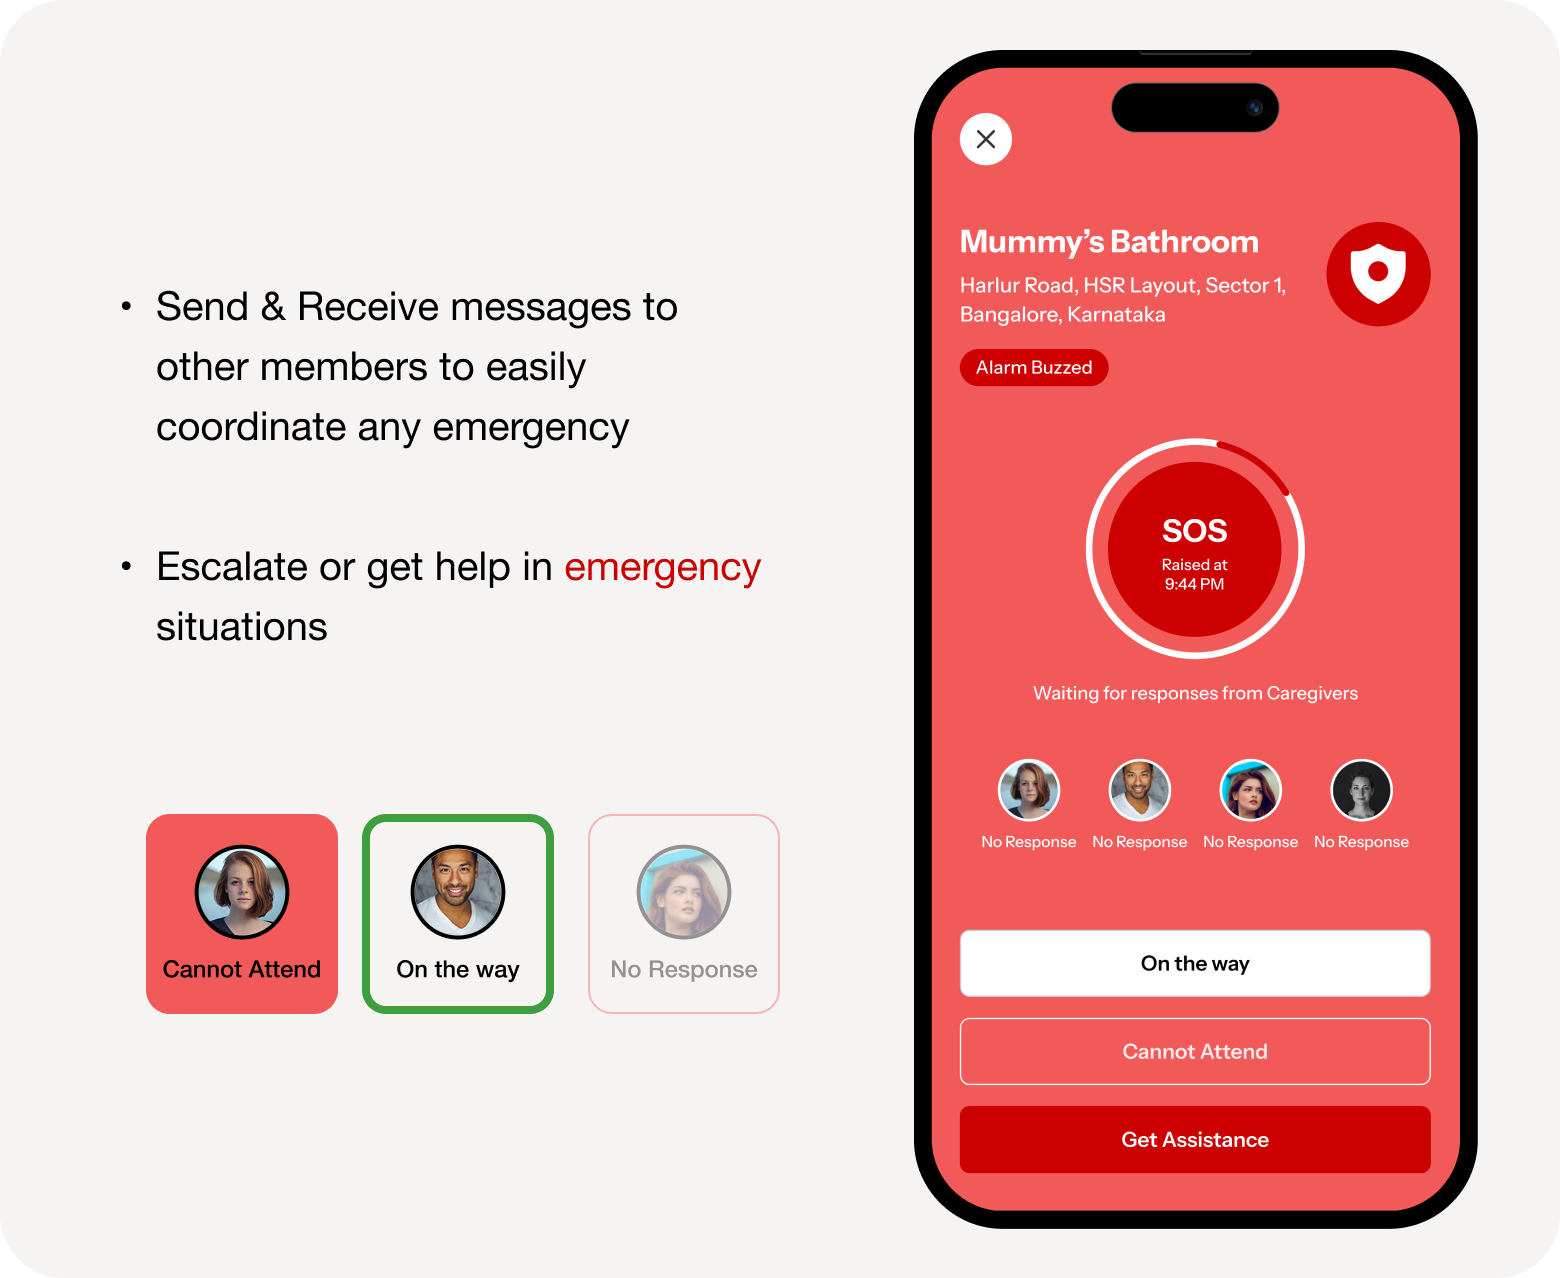 • Send & Receive messages to
other members to easily
coordinate any emergency
• Escalate or get help in emergency
situations
Cannot Attend
On the way
No Response
Mummy’s Bathroom
Harlur Road, HSR Layout, Sector 1,
Bangalore, Karnataka
Alarm Buzzed
SOS
Raised at
9:44 PM
Waiting for responses from Caregivers
No Response
No Response
No Response
No Response
On the way
Cannot Attend
Get Assistance